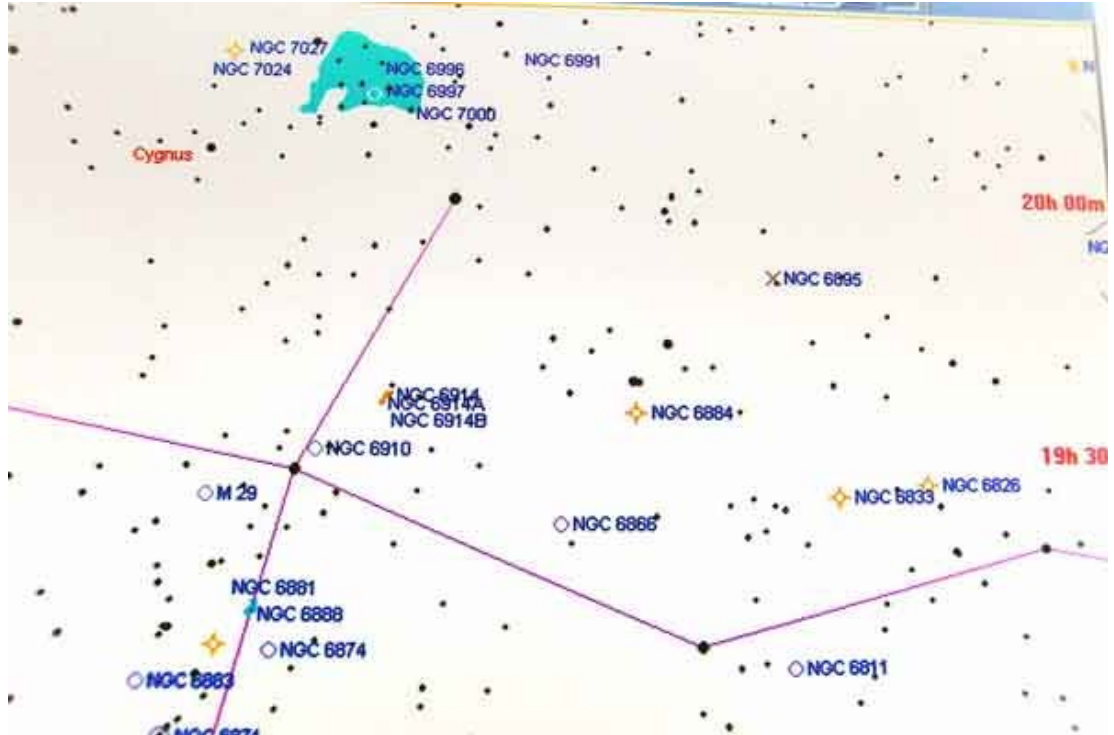 NGC 7027
NGC 7024
NGC 6996
NGC 6991
NGC 6997
NGC 7000
Cygnus
20h 00m
NGC 6895
NGC 6914
NGC 6914A
NGC 6914B
NGC 6884
NGC 6910
19h 30
M 29
NGC 6833
NGC 6826
NGC 6866
NGC 6881
NGC 6888
NGC 6874
NGC 6811
NGC 6883